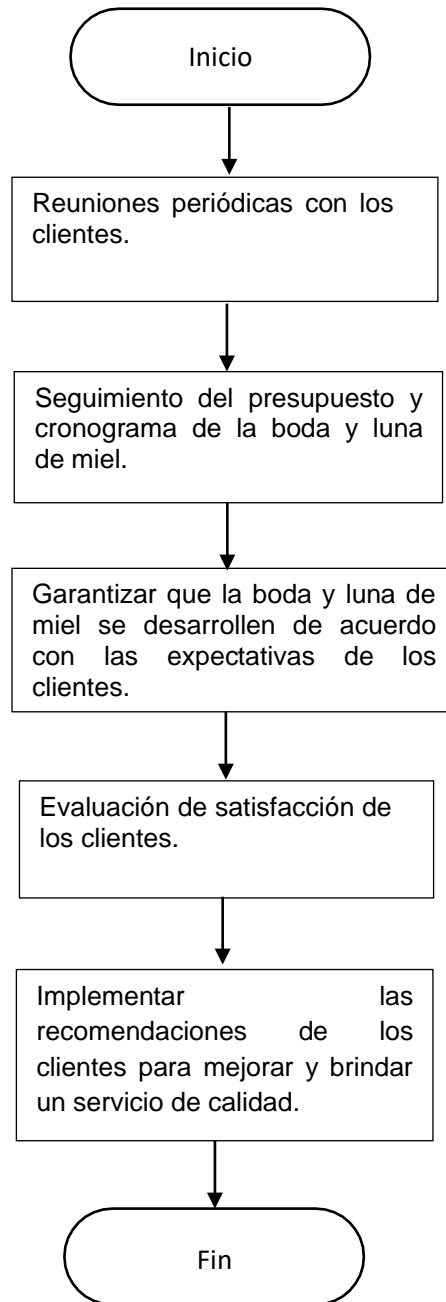 Inicio
Reuniones periódicas con los
clientes.
Seguimiento del presupuesto y
cronograma de la boda y luna
de miel.
Garantizar que la boda y luna de
miel se desarrollen de acuerdo
con las expectativas de los
clientes.
Evaluación de satisfacción de
los clientes.
Implementar las
recomendaciones de los
clientes para mejorar y brindar
un servicio de calidad.
Fin